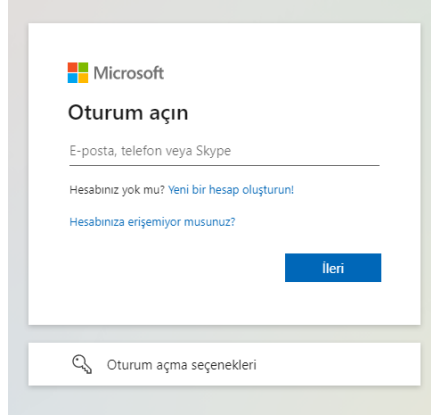 Microsoft
Oturum açın
E-posta, telefon veya Skype
Hesabınız yok mu? Yeni bir hesap oluşturun!
Hesabınıza erişemiyor musunuz?
İleri
Oturum açma seçenekleri